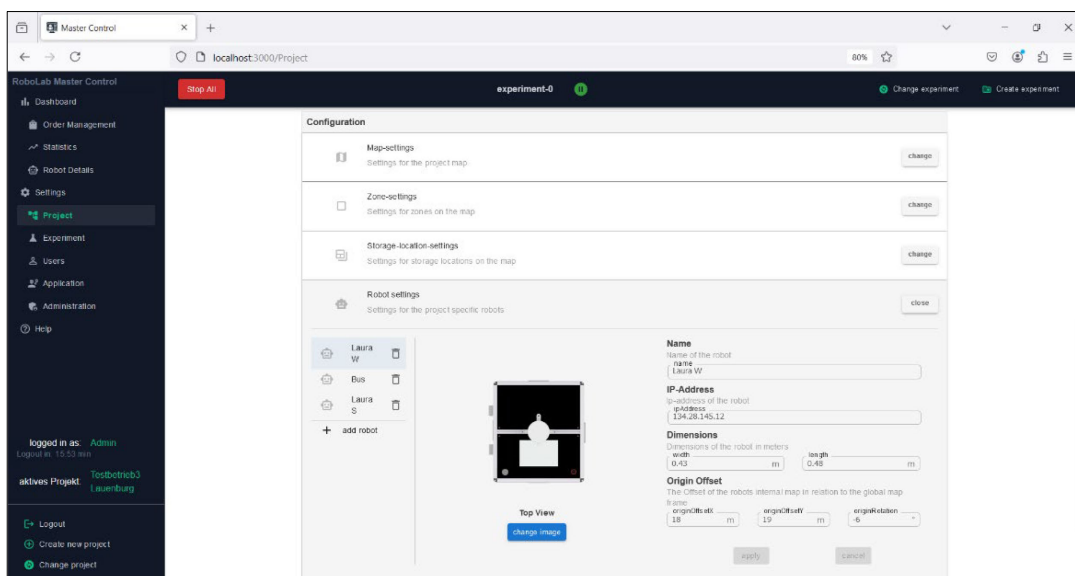 Master Control
localhost:3000/Project
80%
RoboLab Master Control
Stop All
experiment-0
Change experiment
Create experiment
Dashboard
Order Management
Statistics
Robot Details
Settings
Project
Experiment
Users
Application
Administration
Help
logged in as: Admin
Logout in: 15:53 min
aktives Projekt: Testbetrieb3
Lauenburg
Logout
Create new project
Change project
Configuration
Map-settings
Settings for the project map
change
Zone-settings
Settings for zones on the map
change
Storage-location-settings
Settings for storage locations on the map
change
Robot settings
Settings for the project specific robots
close
Laura
W
Bus
Laura
S
+ add robot
Top View
change image
Name
Name of the robot
name
Laura W
IP-Address
ip-address of the robot
ipAddress
134.28.145.12
Dimensions
Dimensions of the robot in meters
width
0.43 m
length
0.48 m
Origin Offset
The Offset of the robots internal map in relation to the global map
frame
originOffsetX
18 m
originOffsetY
19 m
originRotation
-6 °
apply
cancel